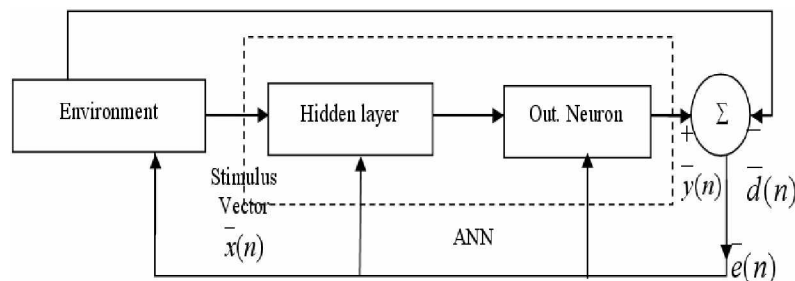 Environment
Hidden layer
Out. Neuron
Σ
+
−
Stimulus
Vector
x̄(n)
ȳ(n)
d̄(n)
ANN
ē(n)